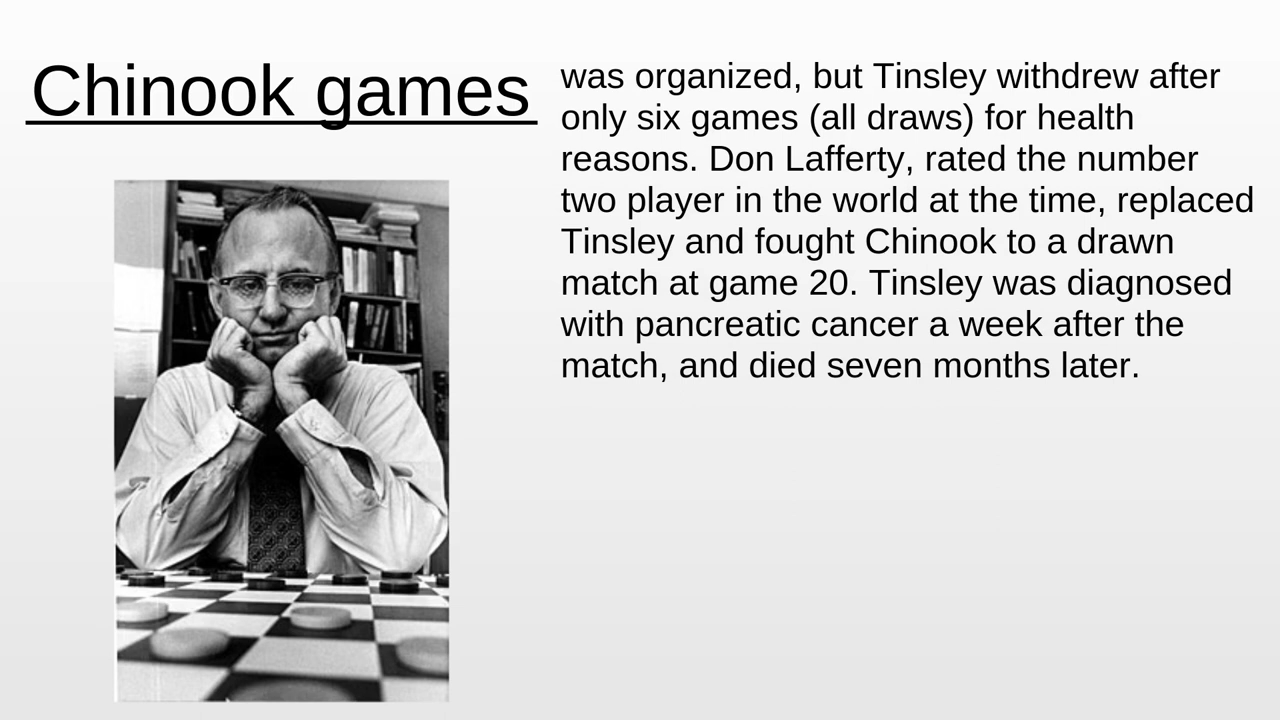 Chinook games
was organized, but Tinsley withdrew after
only six games (all draws) for health
reasons. Don Lafferty, rated the number
two player in the world at the time, replaced
Tinsley and fought Chinook to a drawn
match at game 20. Tinsley was diagnosed
with pancreatic cancer a week after the
match, and died seven months later.